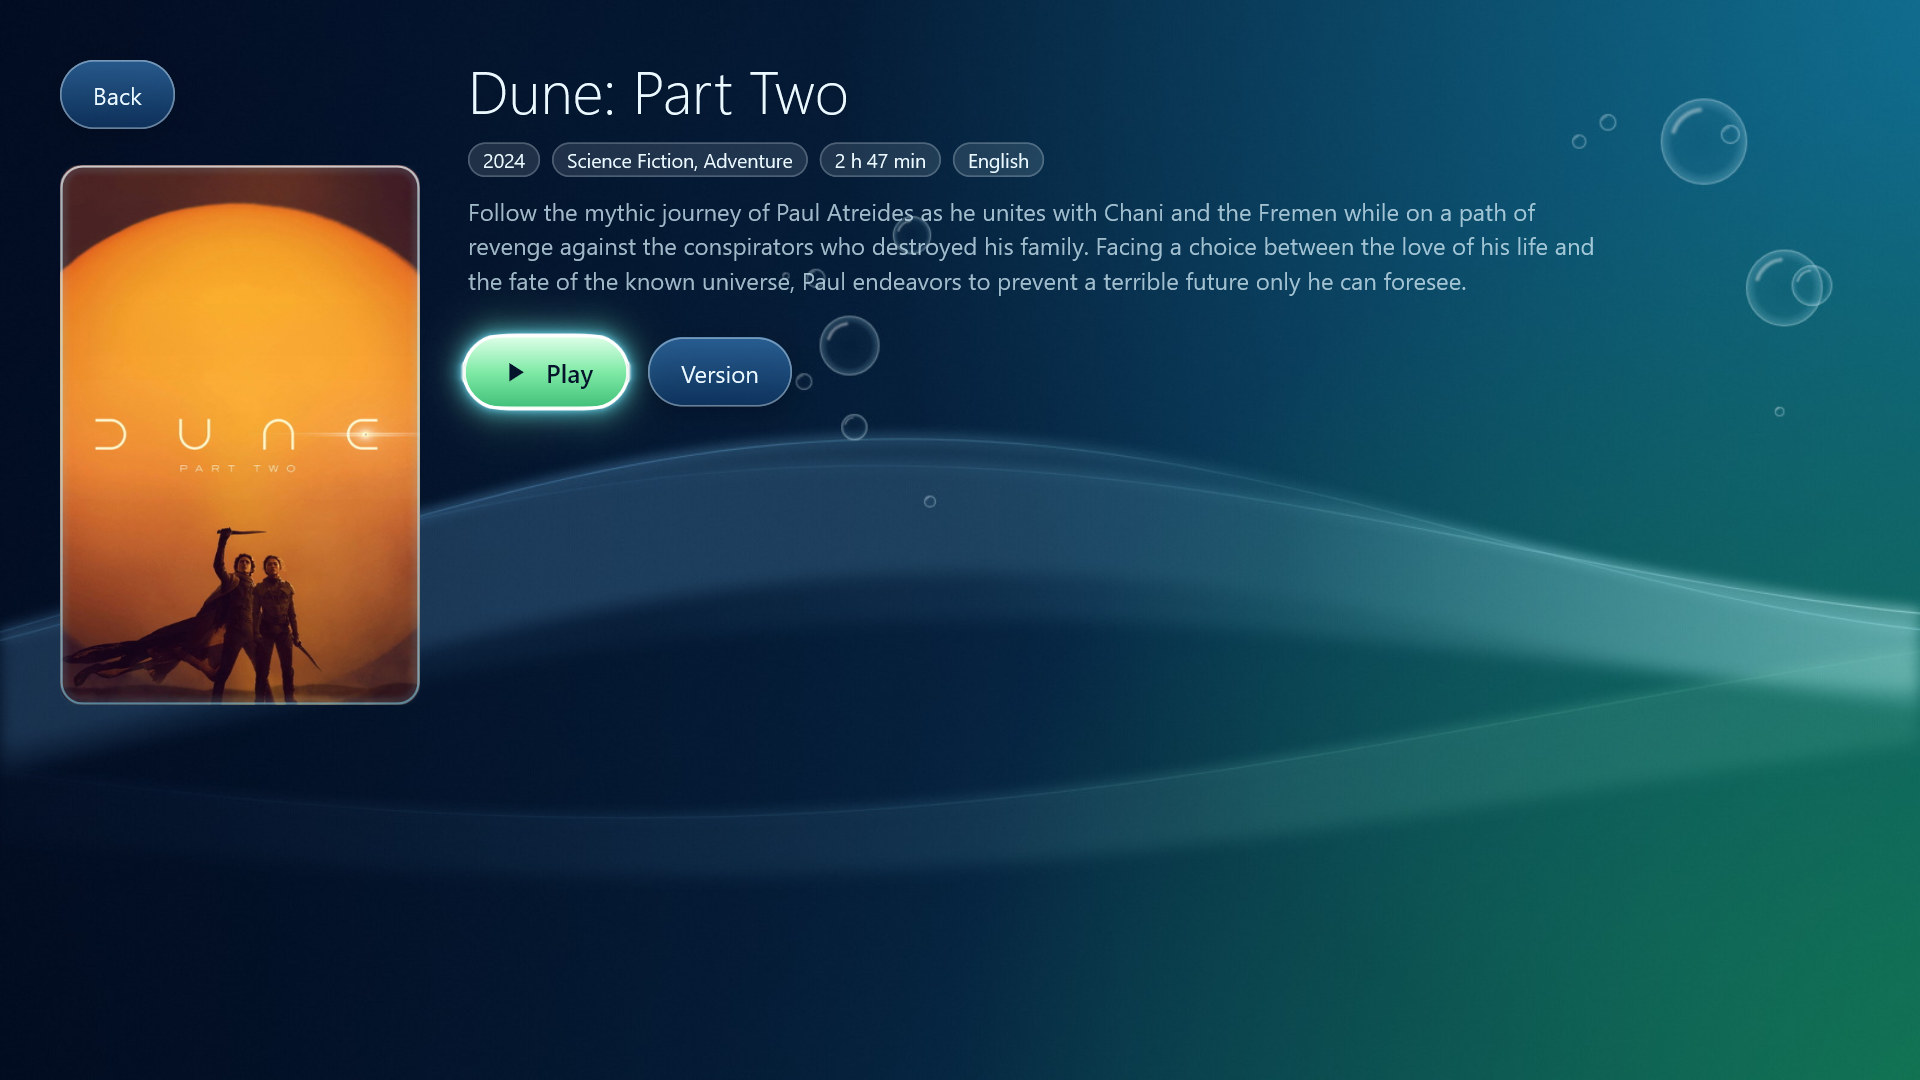 Back
Dune: Part Two
2024
Science Fiction, Adventure
2 h 47 min
English
Follow the mythic journey of Paul Atreides as he unites with Chani and the Fremen while on a path of
revenge against the conspirators who destroyed his family. Facing a choice between the love of his life and
the fate of the known universe, Paul endeavors to prevent a terrible future only he can foresee.
Play
Version
DUNE
PART TWO